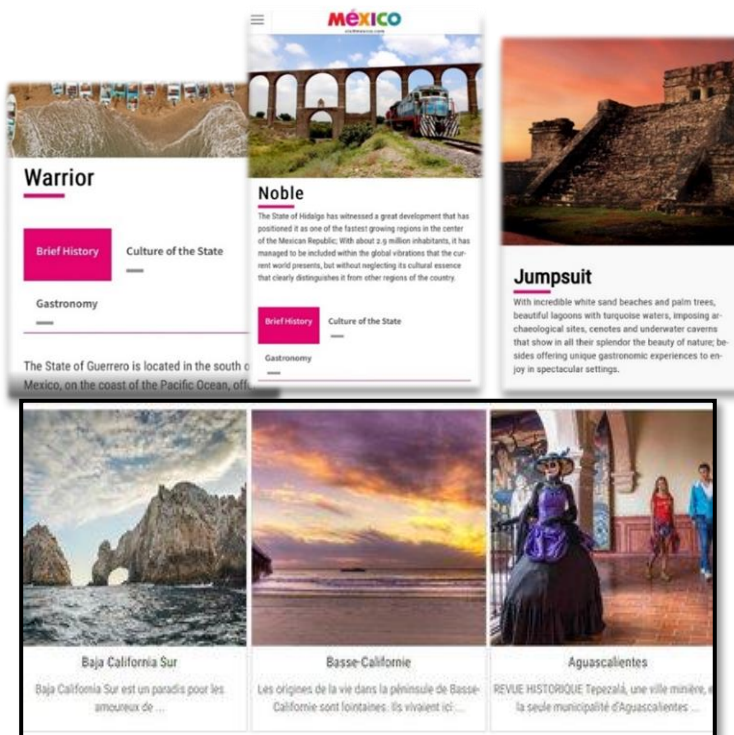 Warrior
Brief History
Culture of the State
Gastronomy
The State of Guerrero is located in the south o
Mexico, on the coast of the Pacific Ocean, off
MéXICO
visitmexico.com
Noble
The State of Hidalgo has witnessed a great development that has
positioned it as one of the fastest growing regions in the center
of the Mexican Republic; With about 2.9 million inhabitants, it has
managed to be included within the global vibrations that the cur-
rent world presents, but without neglecting its cultural essence
that clearly distinguishes it from other regions of the country.
Brief History
Culture of the State
Gastronomy
Jumpsuit
With incredible white sand beaches and palm trees,
beautiful lagoons with turquoise waters, imposing ar-
chaeological sites, cenotes and underwater caverns
that show in all their splendor the beauty of nature; be-
sides offering unique gastronomic experiences to en-
joy in spectacular settings.
Baja California Sur
Baja California Sur est un paradis pour les
amoureux de ...
Basse-Californie
Les origines de la vie dans la péninsule de Basse-
Californie sont lointaines. Ils vivaient ici ...
Aguascalientes
REVUE HISTORIQUE Tepezalá, une ville minière, e
la seule municipalité d'Aguascalientes ...